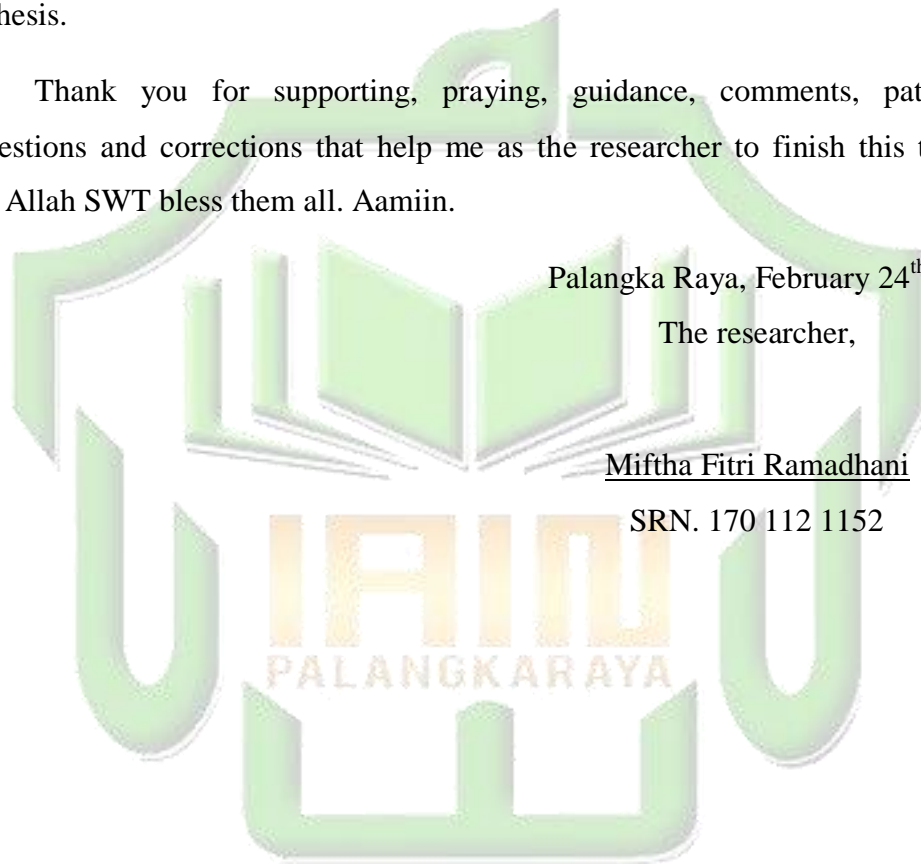 hesis.
Thank you for supporting, praying, guidance, comments, pat
estions and corrections that help me as the researcher to finish this t
Allah SWT bless them all. Aamiin.
Palangka Raya, February 24th
The researcher,
Miftha Fitri Ramadhani
SRN. 170 112 1152
IAIN
PALANGKARAYA